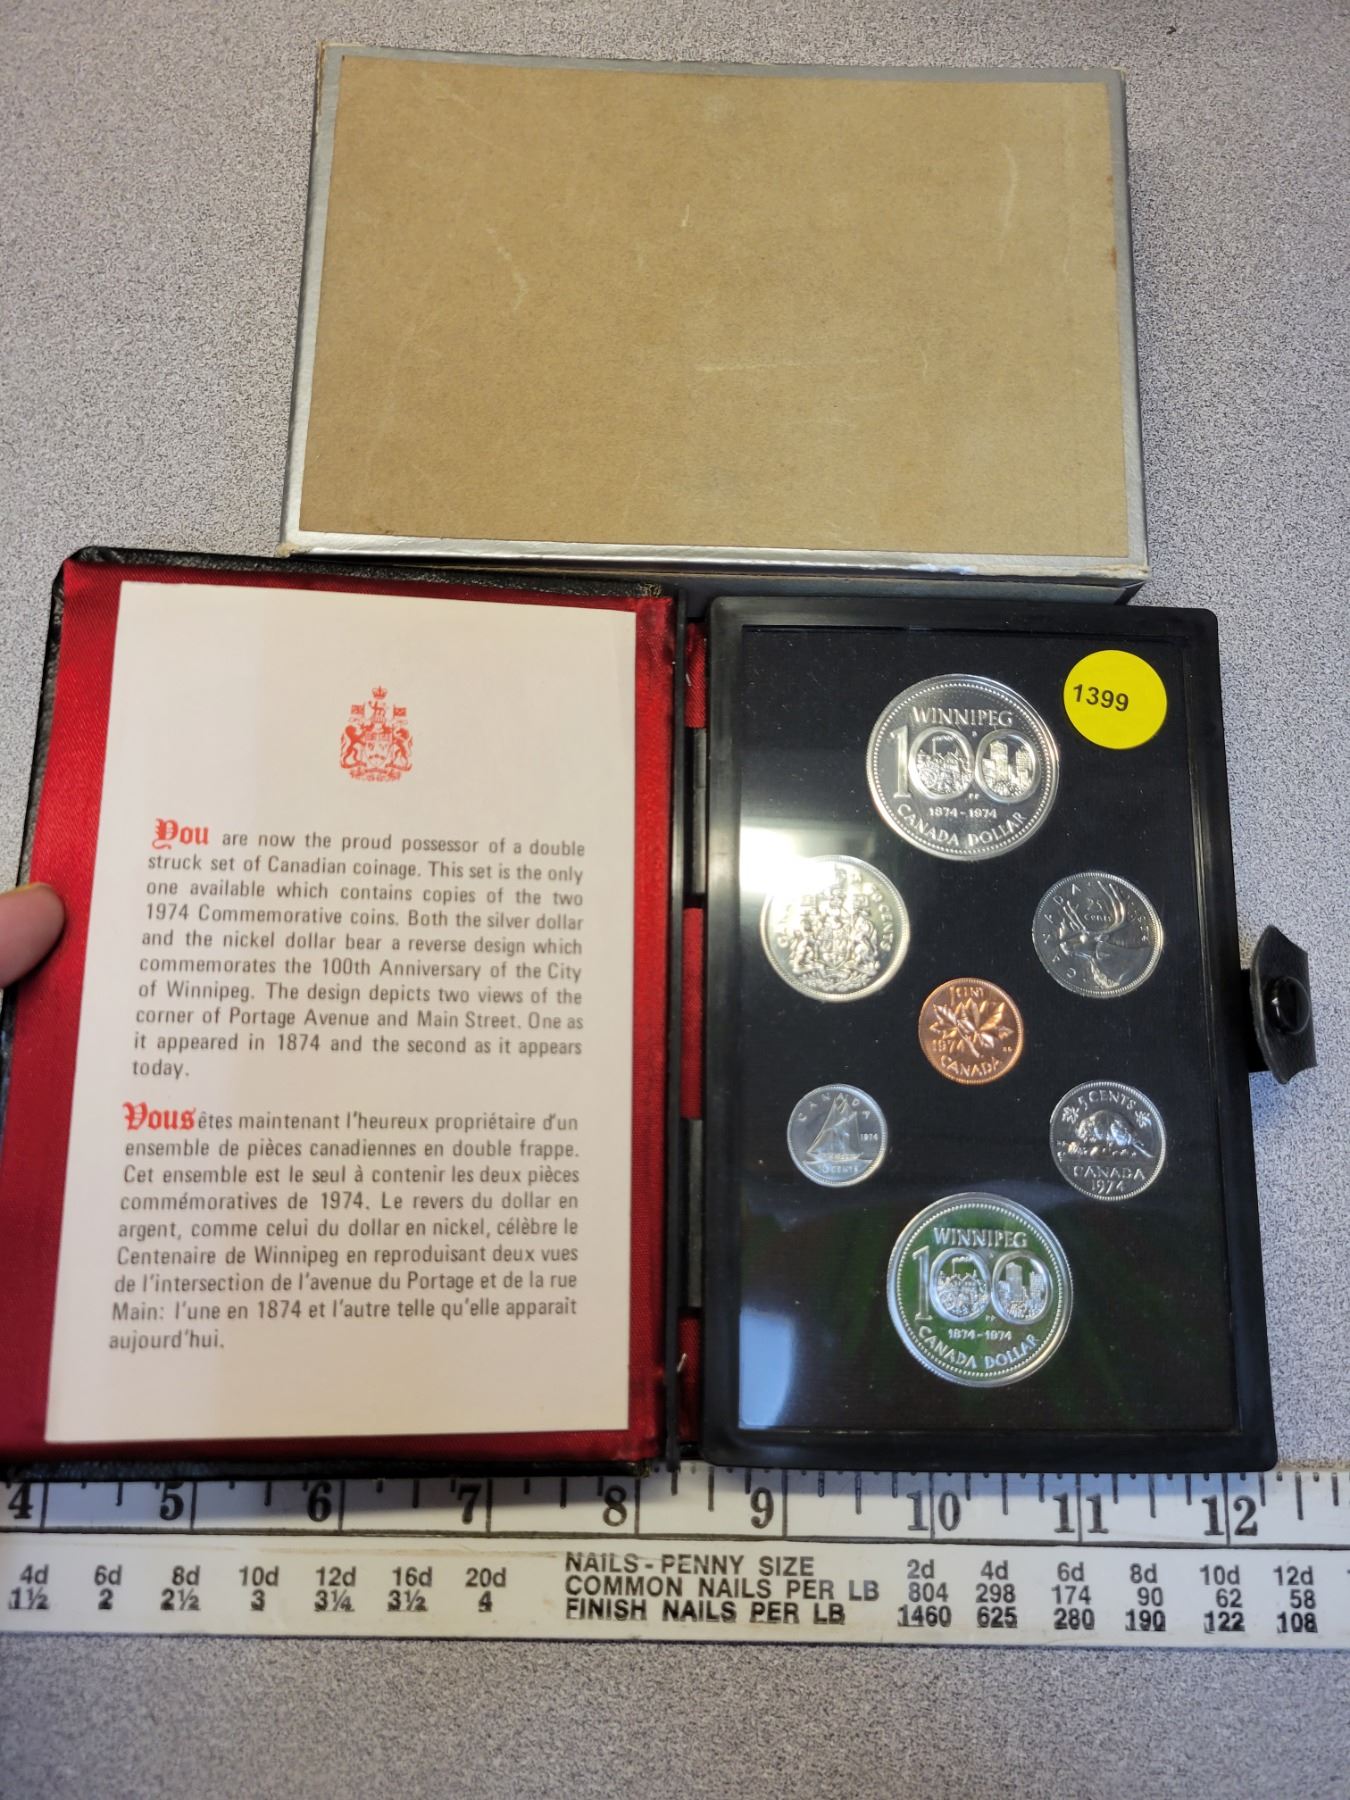 You are now the proud possessor of a double
struck set of Canadian coinage. This set is the only
one available which contains copies of the two
1974 Commemorative coins. Both the silver dollar
and the nickel dollar bear a reverse design which
commemorates the 100th Anniversary of the City
of Winnipeg. The design depicts two views of the
corner of Portage Avenue and Main Street. One as
it appeared in 1874 and the second as it appears
today.
Vous êtes maintenant l'heureux propriétaire d'un
ensemble de pièces canadiennes en double frappe.
Cet ensemble est le seul à contenir les deux pièces
commémoratives de 1974. Le revers du dollar en
argent, comme celui du dollar en nickel, célèbre le
Centenaire de Winnipeg en reproduisant deux vues
de l'intersection de l'avenue du Portage et de la rue
Main: l'une en 1874 et l'autre telle qu'elle apparait
aujourd'hui.
1399
WINNIPEG
100
1874-1974
CANADA DOLLAR
50 CENTS
CANADA
25
cents
1 CENT
1974
CANADA
CANADA
1974
10 CENTS
5 CENTS
CANADA
1974
WINNIPEG
100
1874-1974
CANADA DOLLAR
4 5 6 7 8 9 10 11 12
4d 6d 8d 10d 12d 16d 20d NAILS - PENNY SIZE 2d 4d 6d 8d 10d 12d
1½ 2 2½ 3 3¼ 3½ 4 COMMON NAILS PER LB 804 298 174 90 62 58
FINISH NAILS PER LB 1460 625 280 190 122 108